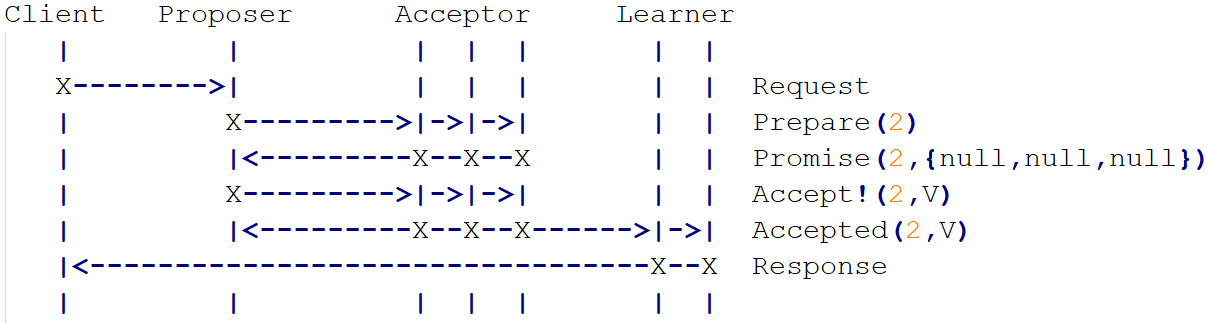 Client    Proposer      Acceptor     Learner
   |         |          |  |  |       |  |
   X-------->|          |  |  |       |  |  Request
   |         X--------->|->|->|       |  |  Prepare(2)
   |         |<---------X--X--X       |  |  Promise(2,{null,null,null})
   |         X--------->|->|->|       |  |  Accept!(2,V)
   |         |<---------X--X--X------>|->|  Accepted(2,V)
   |<---------------------------------X--X  Response
   |         |          |  |  |       |  |